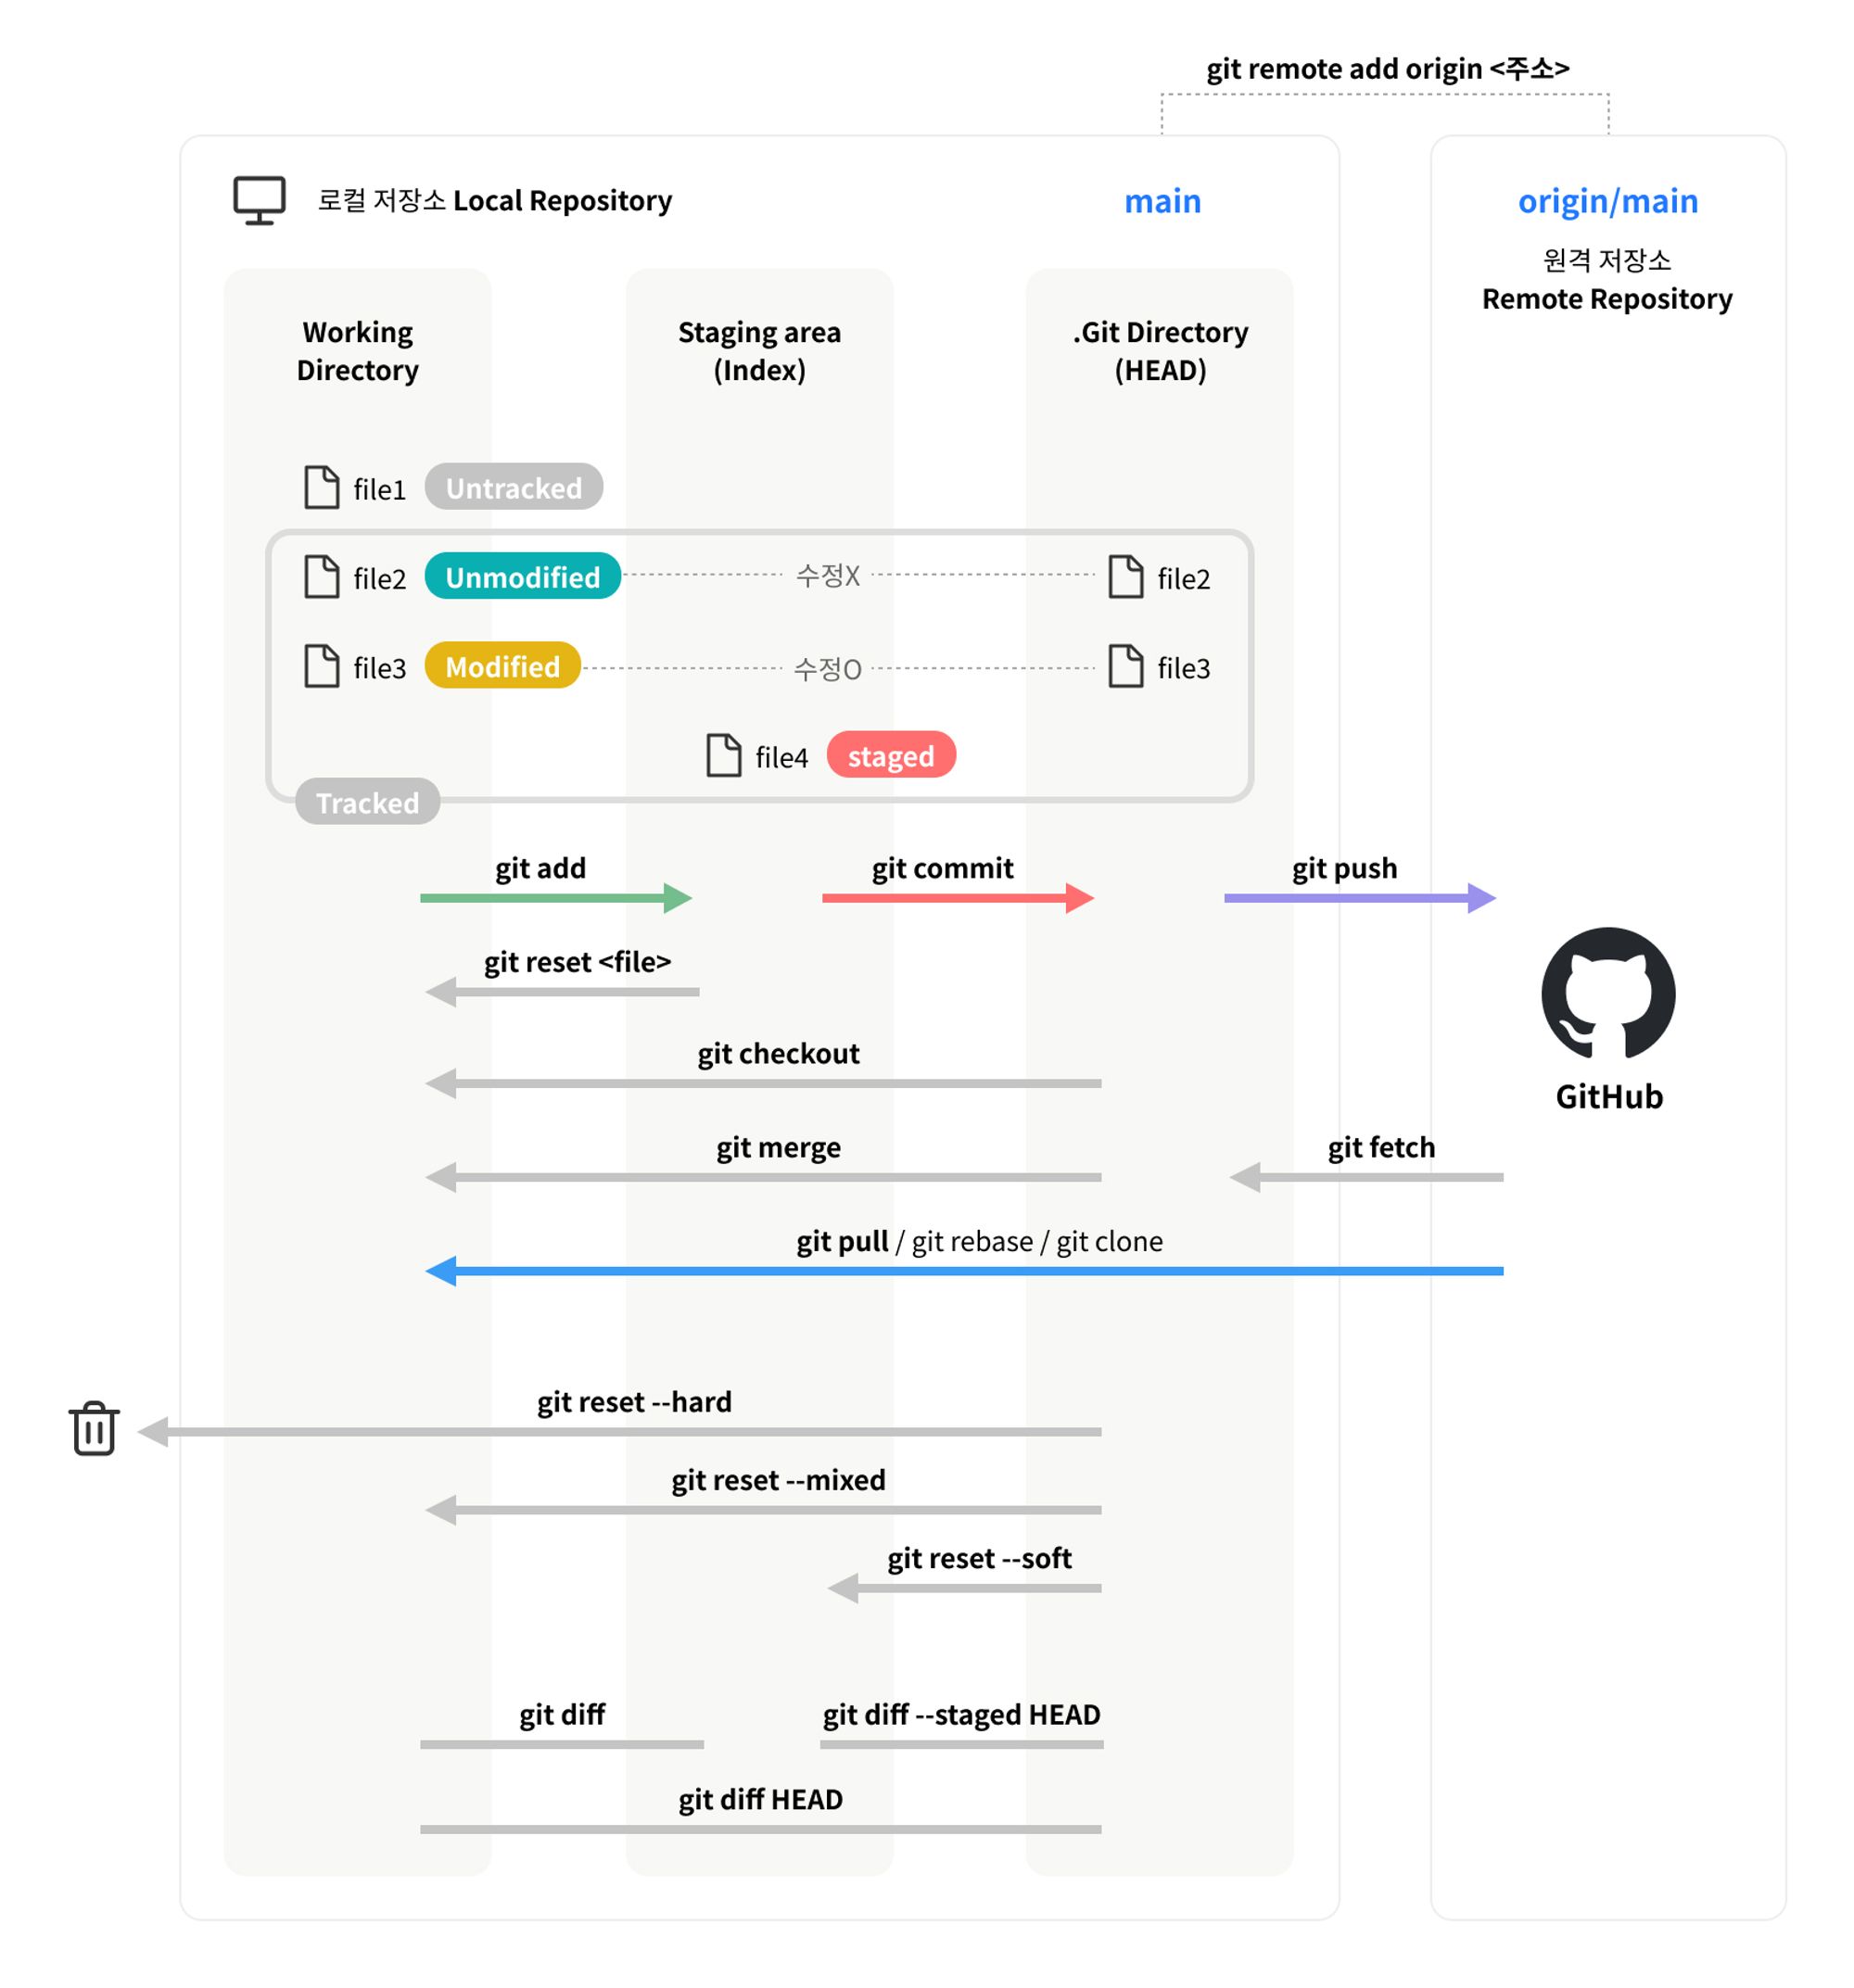 git remote add origin <주소>
로컬 저장소 Local Repository
main
origin/main
원격 저장소
Remote Repository
Working
Directory
Staging area
(Index)
.Git Directory
(HEAD)
file1 Untracked
file2 Unmodified 수정X file2
file3 Modified 수정O file3
file4 staged
Tracked
git add
git commit
git push
git reset <file>
git checkout
GitHub
git merge
git fetch
git pull / git rebase / git clone
git reset --hard
git reset --mixed
git reset --soft
git diff
git diff --staged HEAD
git diff HEAD